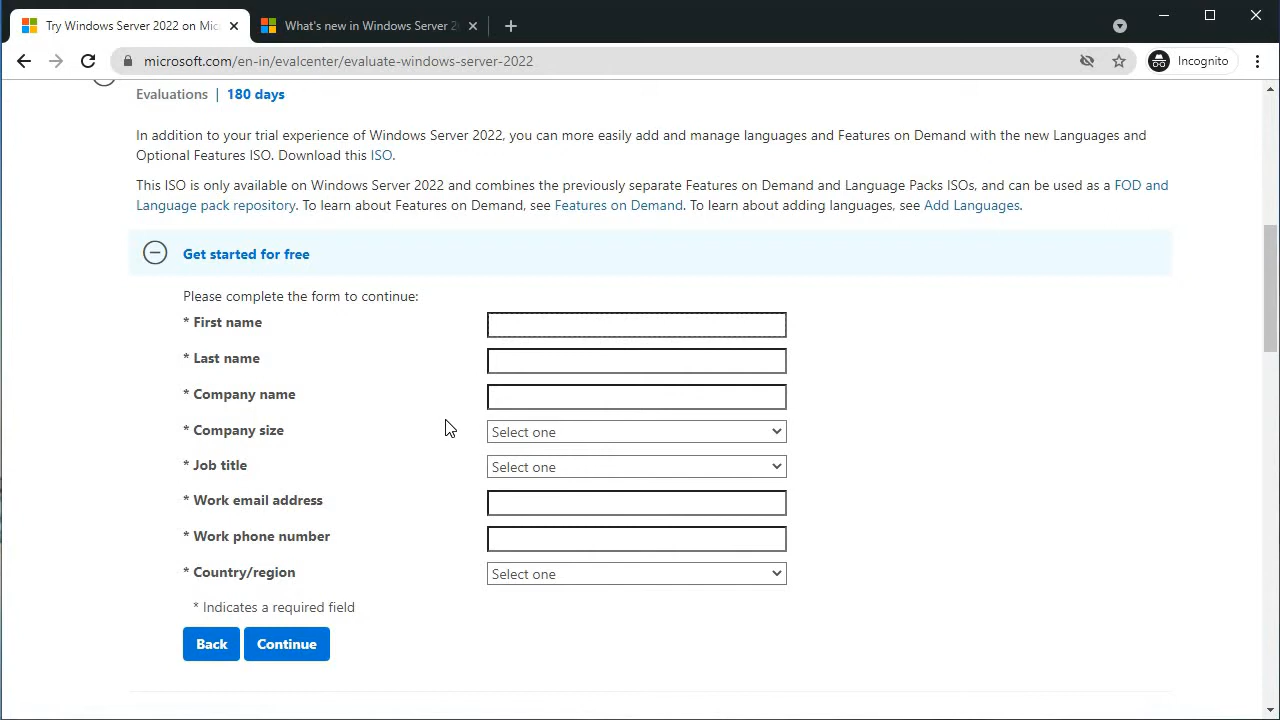 Try Windows Server 2022 on Mic
What's new in Windows Server 2
microsoft.com/en-in/evalcenter/evaluate-windows-server-2022
Incognito
Evaluations | 180 days
In addition to your trial experience of Windows Server 2022, you can more easily add and manage languages and Features on Demand with the new Languages and
Optional Features ISO. Download this ISO.
This ISO is only available on Windows Server 2022 and combines the previously separate Features on Demand and Language Packs ISOs, and can be used as a FOD and
Language pack repository. To learn about Features on Demand, see Features on Demand. To learn about adding languages, see Add Languages.
Get started for free
Please complete the form to continue:
* First name
* Last name
* Company name
* Company size Select one
* Job title Select one
* Work email address
* Work phone number
* Country/region Select one
* Indicates a required field
Back Continue